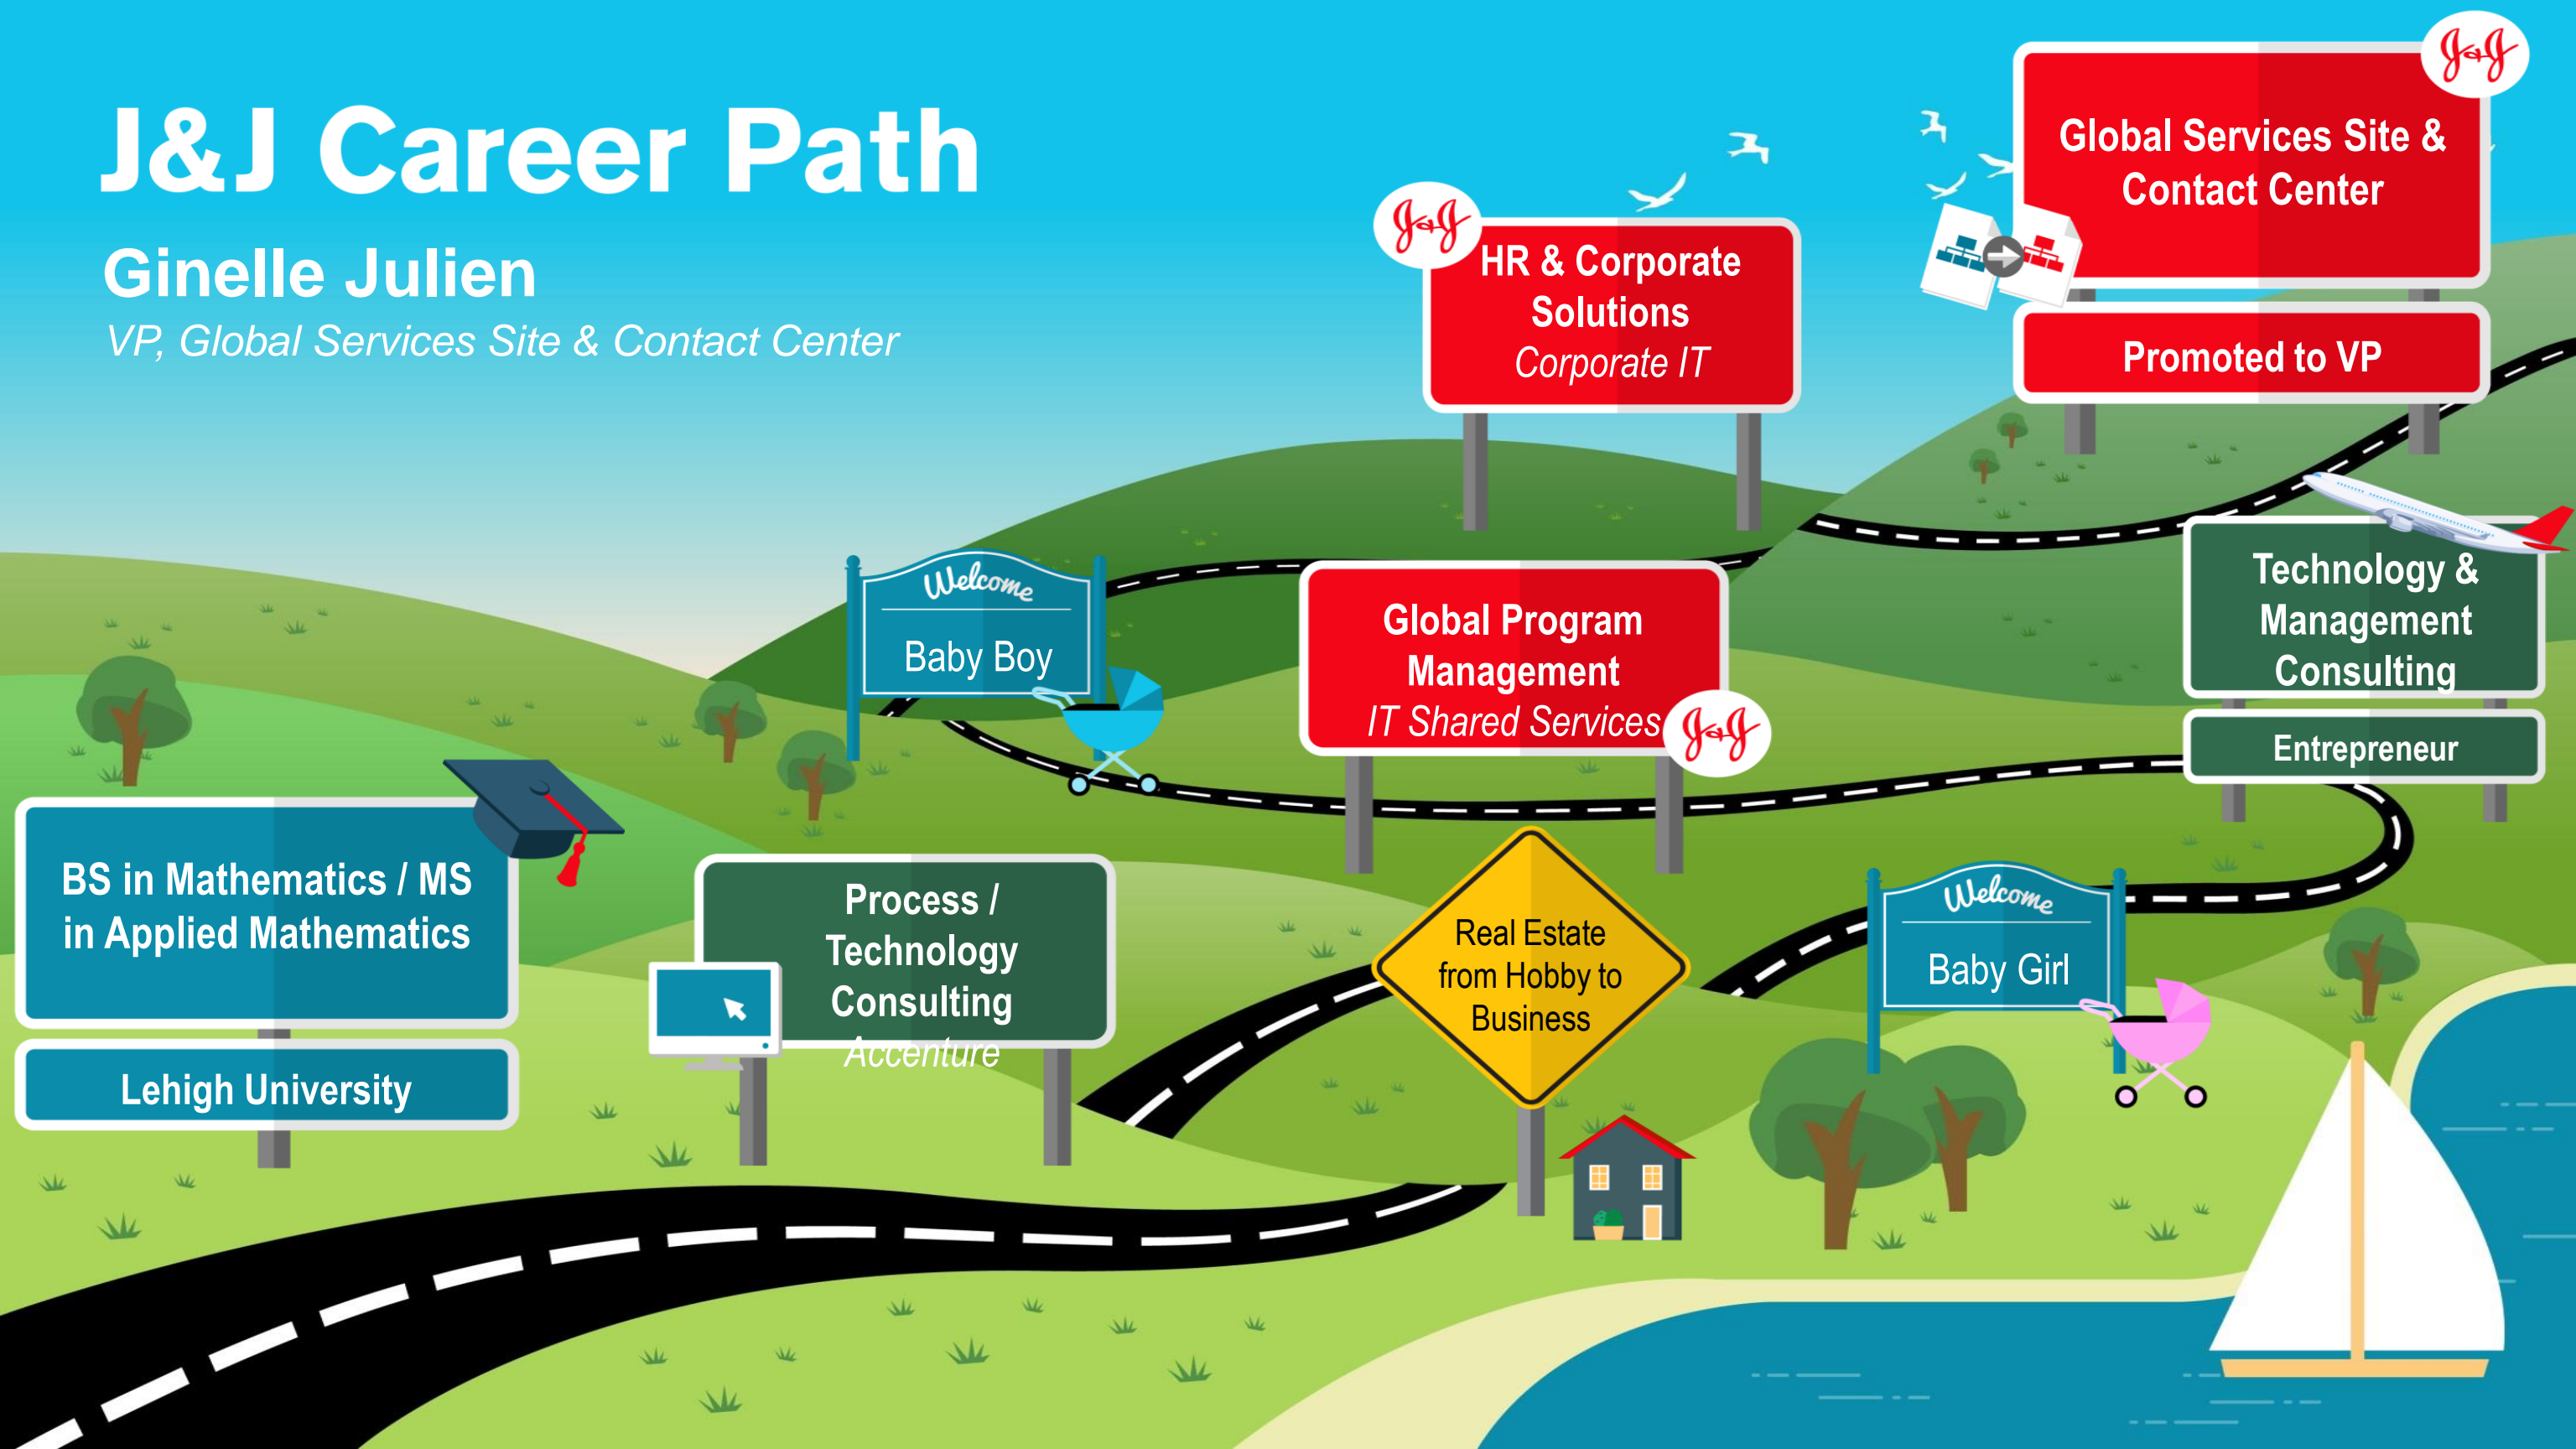 J&J Career Path
Ginelle Julien
VP, Global Services Site & Contact Center
J&J
Global Services Site &
Contact Center
Promoted to VP
J&J
HR & Corporate
Solutions
Corporate IT
Technology &
Management
Consulting
Entrepreneur
Welcome
Baby Boy
Global Program
Management
IT Shared Services
J&J
BS in Mathematics / MS
in Applied Mathematics
Lehigh University
Process /
Technology
Consulting
Accenture
Real Estate
from Hobby to
Business
Welcome
Baby Girl